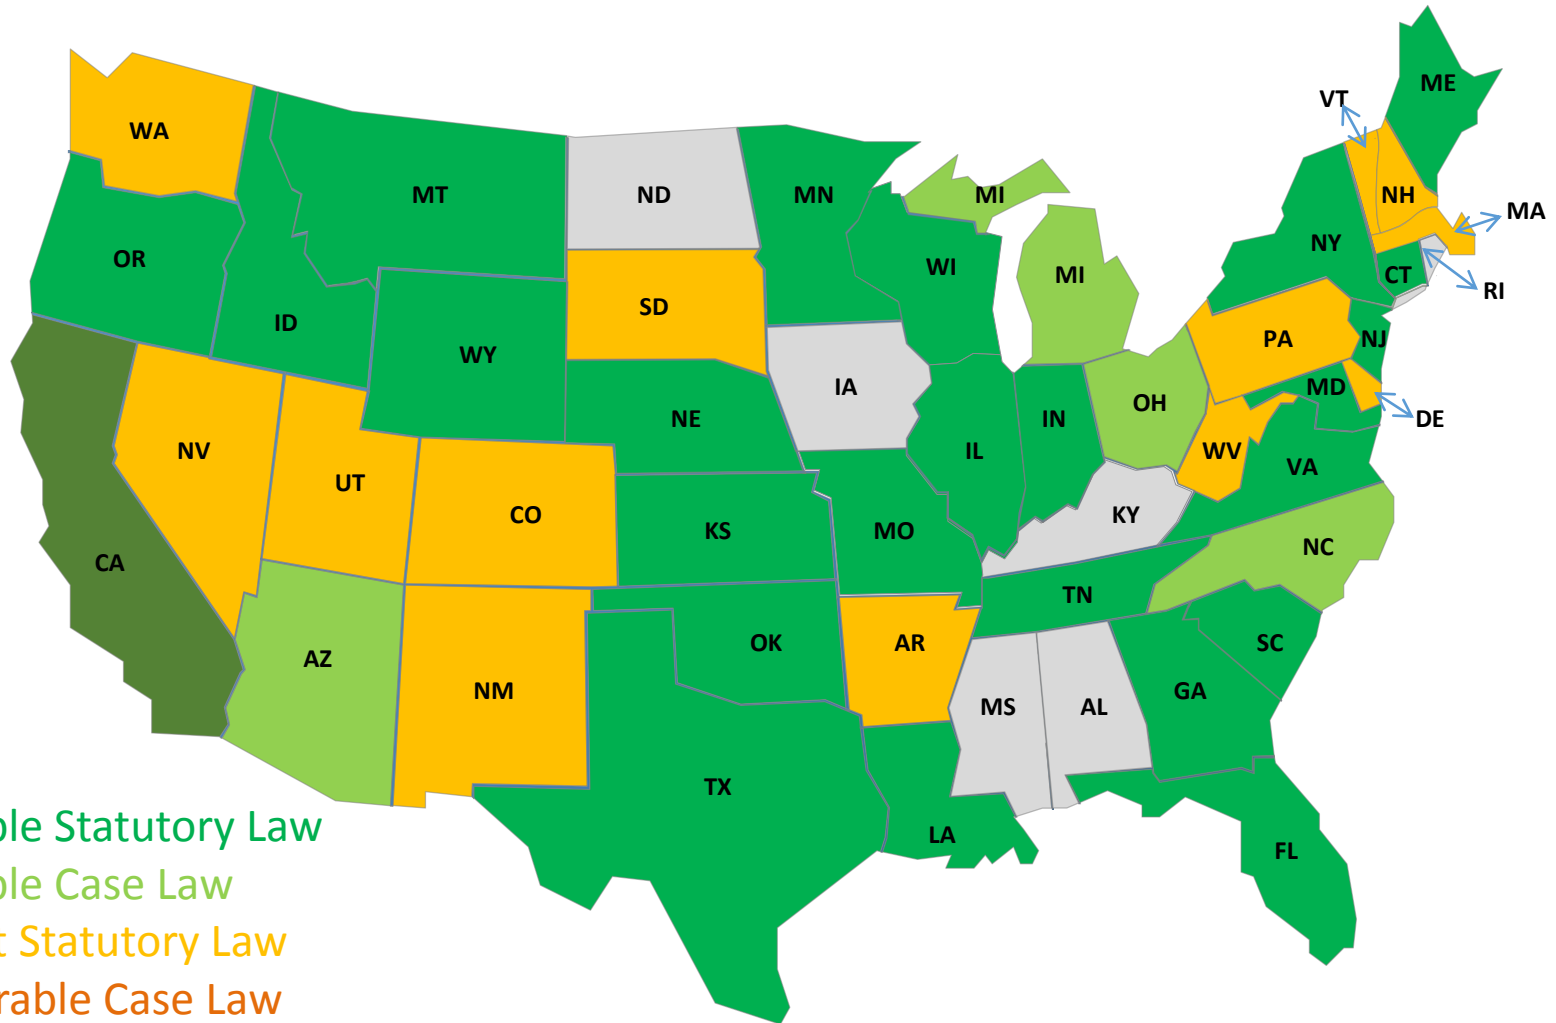 ME
VT
WA
MT
ND
MN
MI
NH
MA
OR
NY
WI
MI
CT
RI
SD
ID
PA
NJ
WY
IA
MD
NE
OH
IN
DE
NV
WV
IL
VA
UT
CO
KS
MO
KY
NC
CA
TN
OK
AR
SC
AZ
NM
MS
AL
GA
TX
LA
FL
ble Statutory Law
ble Case Law
t Statutory Law
rable Case Law